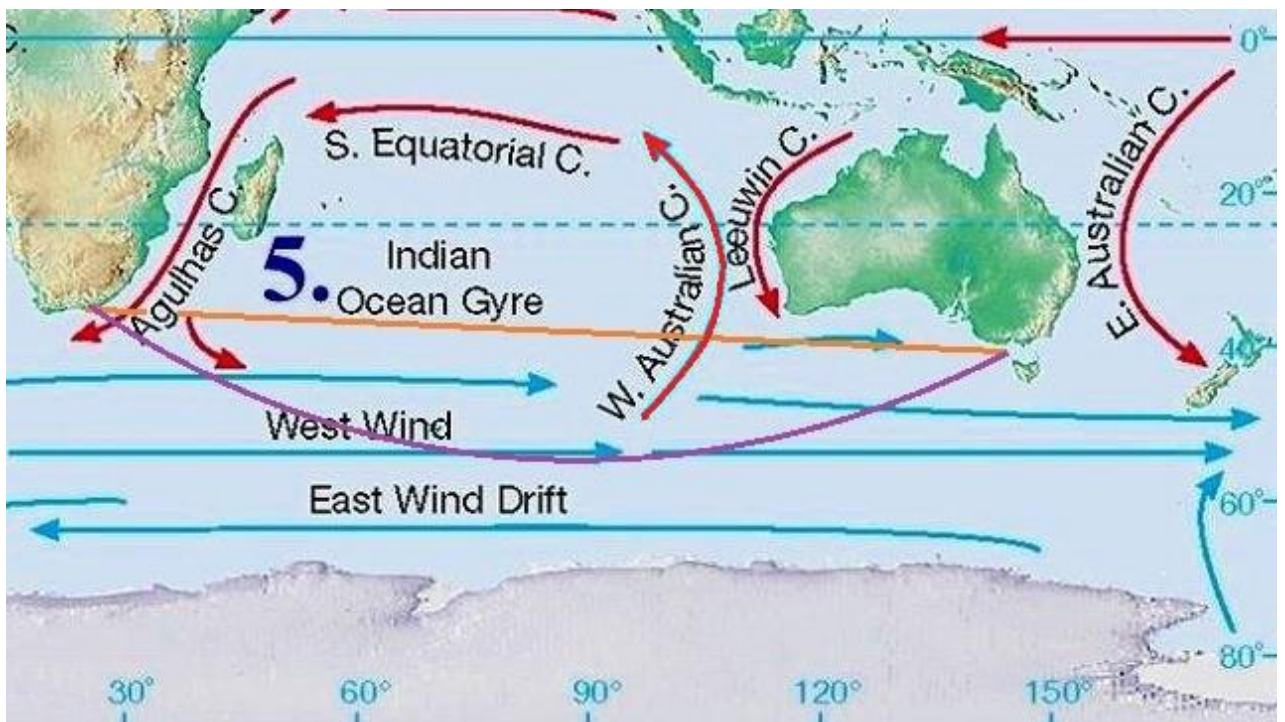 0°
S. Equatorial C.
Leeuwin C.
E. Australian C.
20°
Agulhas C.
W. Australian C.
5.
Indian
Ocean Gyre
40
West Wind
East Wind Drift
60°
80°
30°
60°
90°
120°
150°